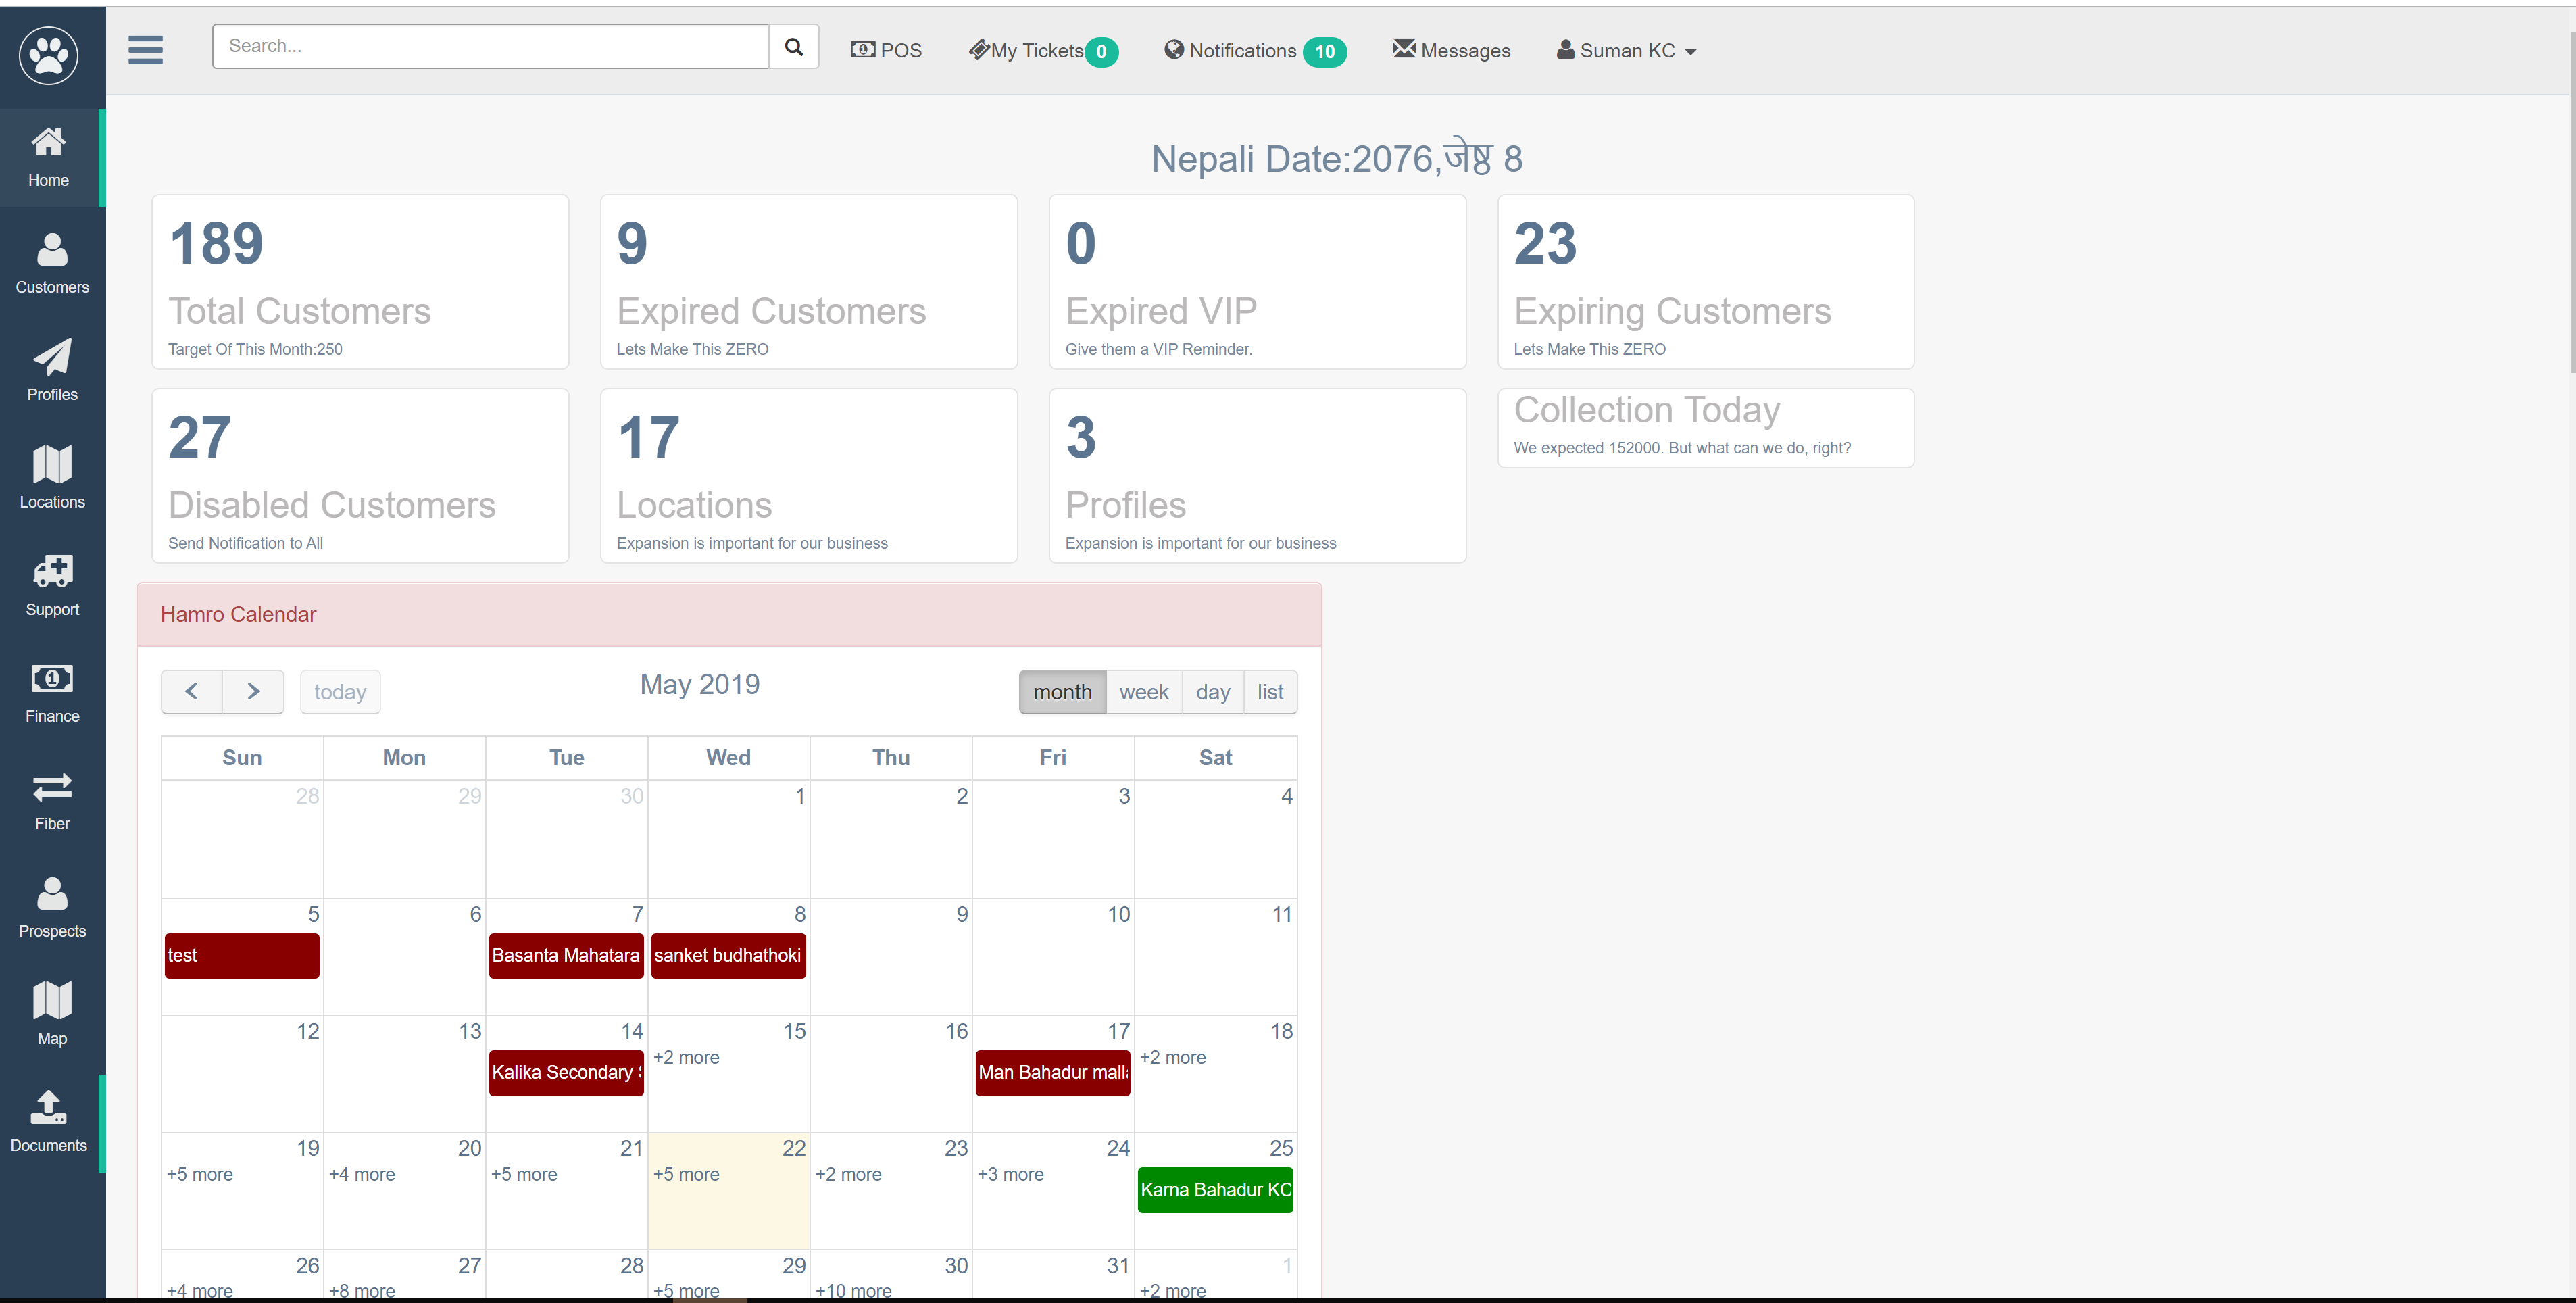 Search...
POS
My Tickets 0
Notifications 10
Messages
Suman KC
Home
Customers
Profiles
Locations
Support
Finance
Fiber
Prospects
Map
Documents
Nepali Date:2076,जेष्ठ 8
189
Total Customers
Target Of This Month:250
9
Expired Customers
Lets Make This ZERO
0
Expired VIP
Give them a VIP Reminder.
23
Expiring Customers
Lets Make This ZERO
27
Disabled Customers
Send Notification to All
17
Locations
Expansion is important for our business
3
Profiles
Expansion is important for our business
Collection Today
We expected 152000. But what can we do, right?
Hamro Calendar
today
May 2019
month week day list
Sun Mon Tue Wed Thu Fri Sat
28 29 30 1 2 3 4
5 6 7 8 9 10 11
test Basanta Mahatara sanket budhathoki
12 13 14 15 16 17 18
Kalika Secondary +2 more Man Bahadur malla +2 more
19 20 21 22 23 24 25
+5 more +4 more +5 more +5 more +2 more +3 more Karna Bahadur KC
26 27 28 29 30 31 1
+4 more +8 more +5 more +10 more +2 more